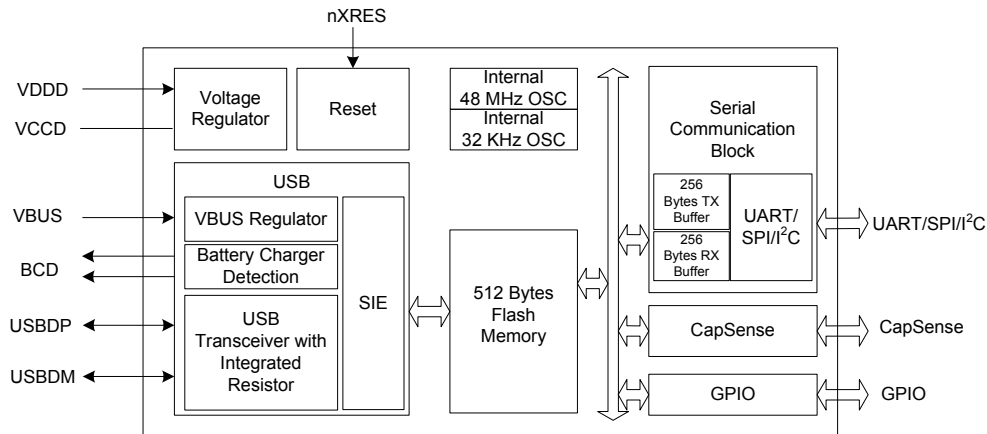 nXRES
VDDD
VCCD
Voltage
Regulator
Reset
Internal
48 MHz OSC
Internal
32 KHz OSC
Serial
Communication
Block
256
Bytes TX
Buffer
256
Bytes RX
Buffer
UART/
SPI/I²C
UART/SPI/I²C
USB
VBUS
VBUS Regulator
BCD
Battery Charger
Detection
SIE
USBDP
USBDM
USB
Transceiver with
Integrated
Resistor
512 Bytes
Flash
Memory
CapSense
CapSense
GPIO
GPIO